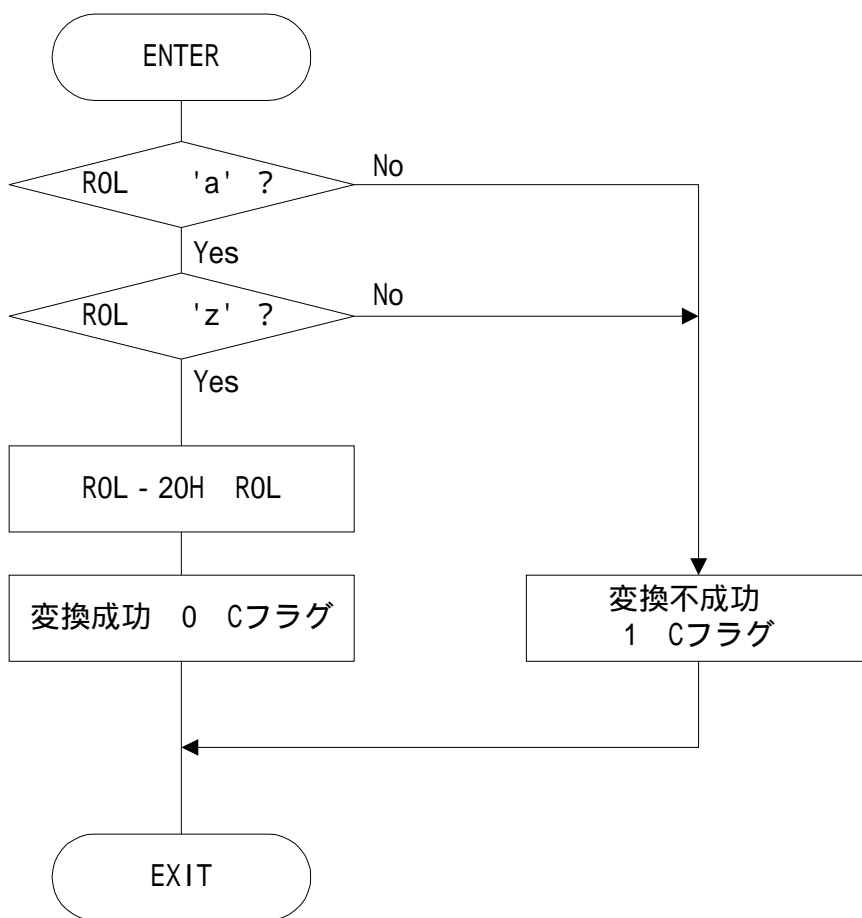 ENTER
R0L 'a' ?
No
Yes
R0L 'z' ?
No
Yes
R0L - 20H R0L
変換成功 0 Cフラグ
変換不成功
1 Cフラグ
EXIT